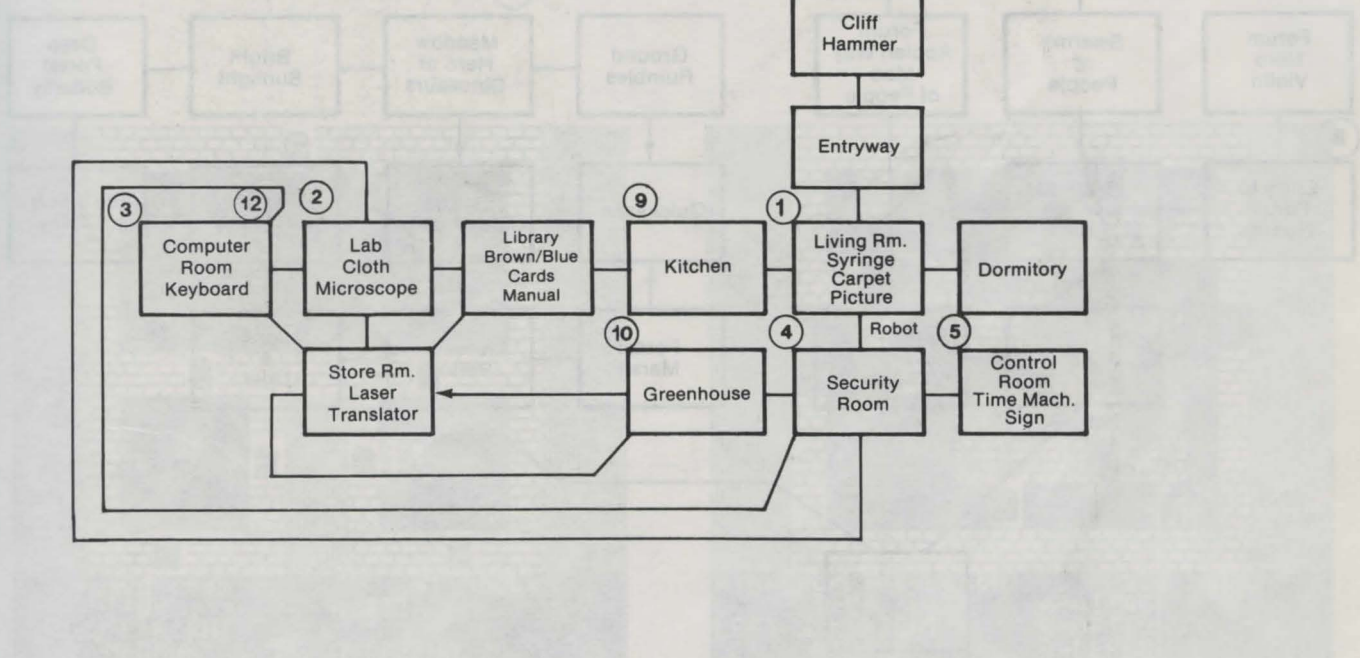 Cliff
Hammer
Entryway
3
12
2
9
1
Computer
Room
Keyboard
Lab
Cloth
Microscope
Library
Brown/Blue
Cards
Manual
Kitchen
Living Rm.
Syringe
Carpet
Picture
Dormitory
10
4
Robot
5
Store Rm.
Laser
Translator
Greenhouse
Security
Room
Control
Room
Time Mach.
Sign